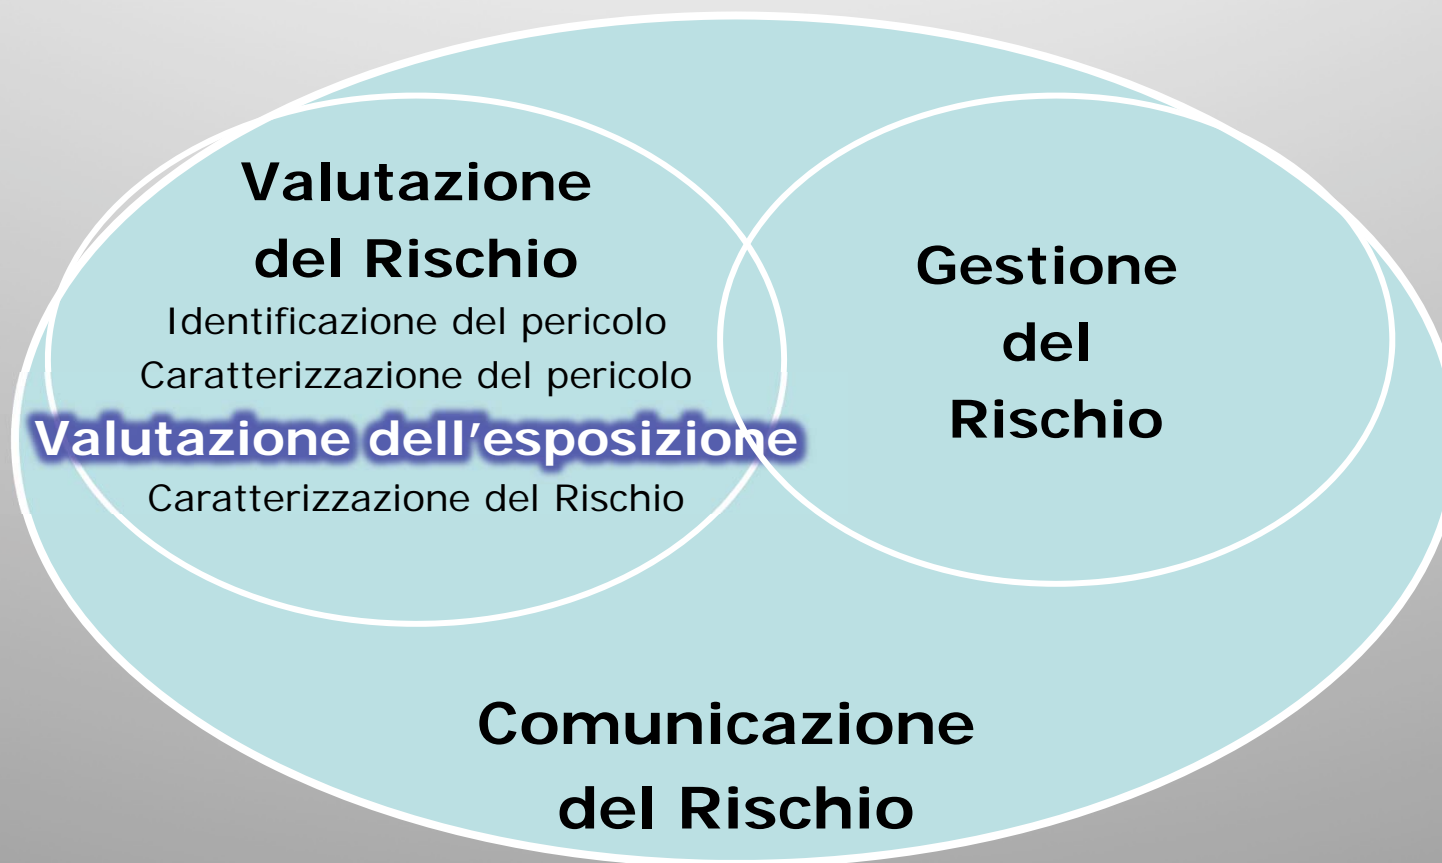 Valutazione
del Rischio
Identificazione del pericolo
Caratterizzazione del pericolo
Valutazione dell’esposizione
Caratterizzazione del Rischio
Gestione
del
Rischio
Comunicazione
del Rischio